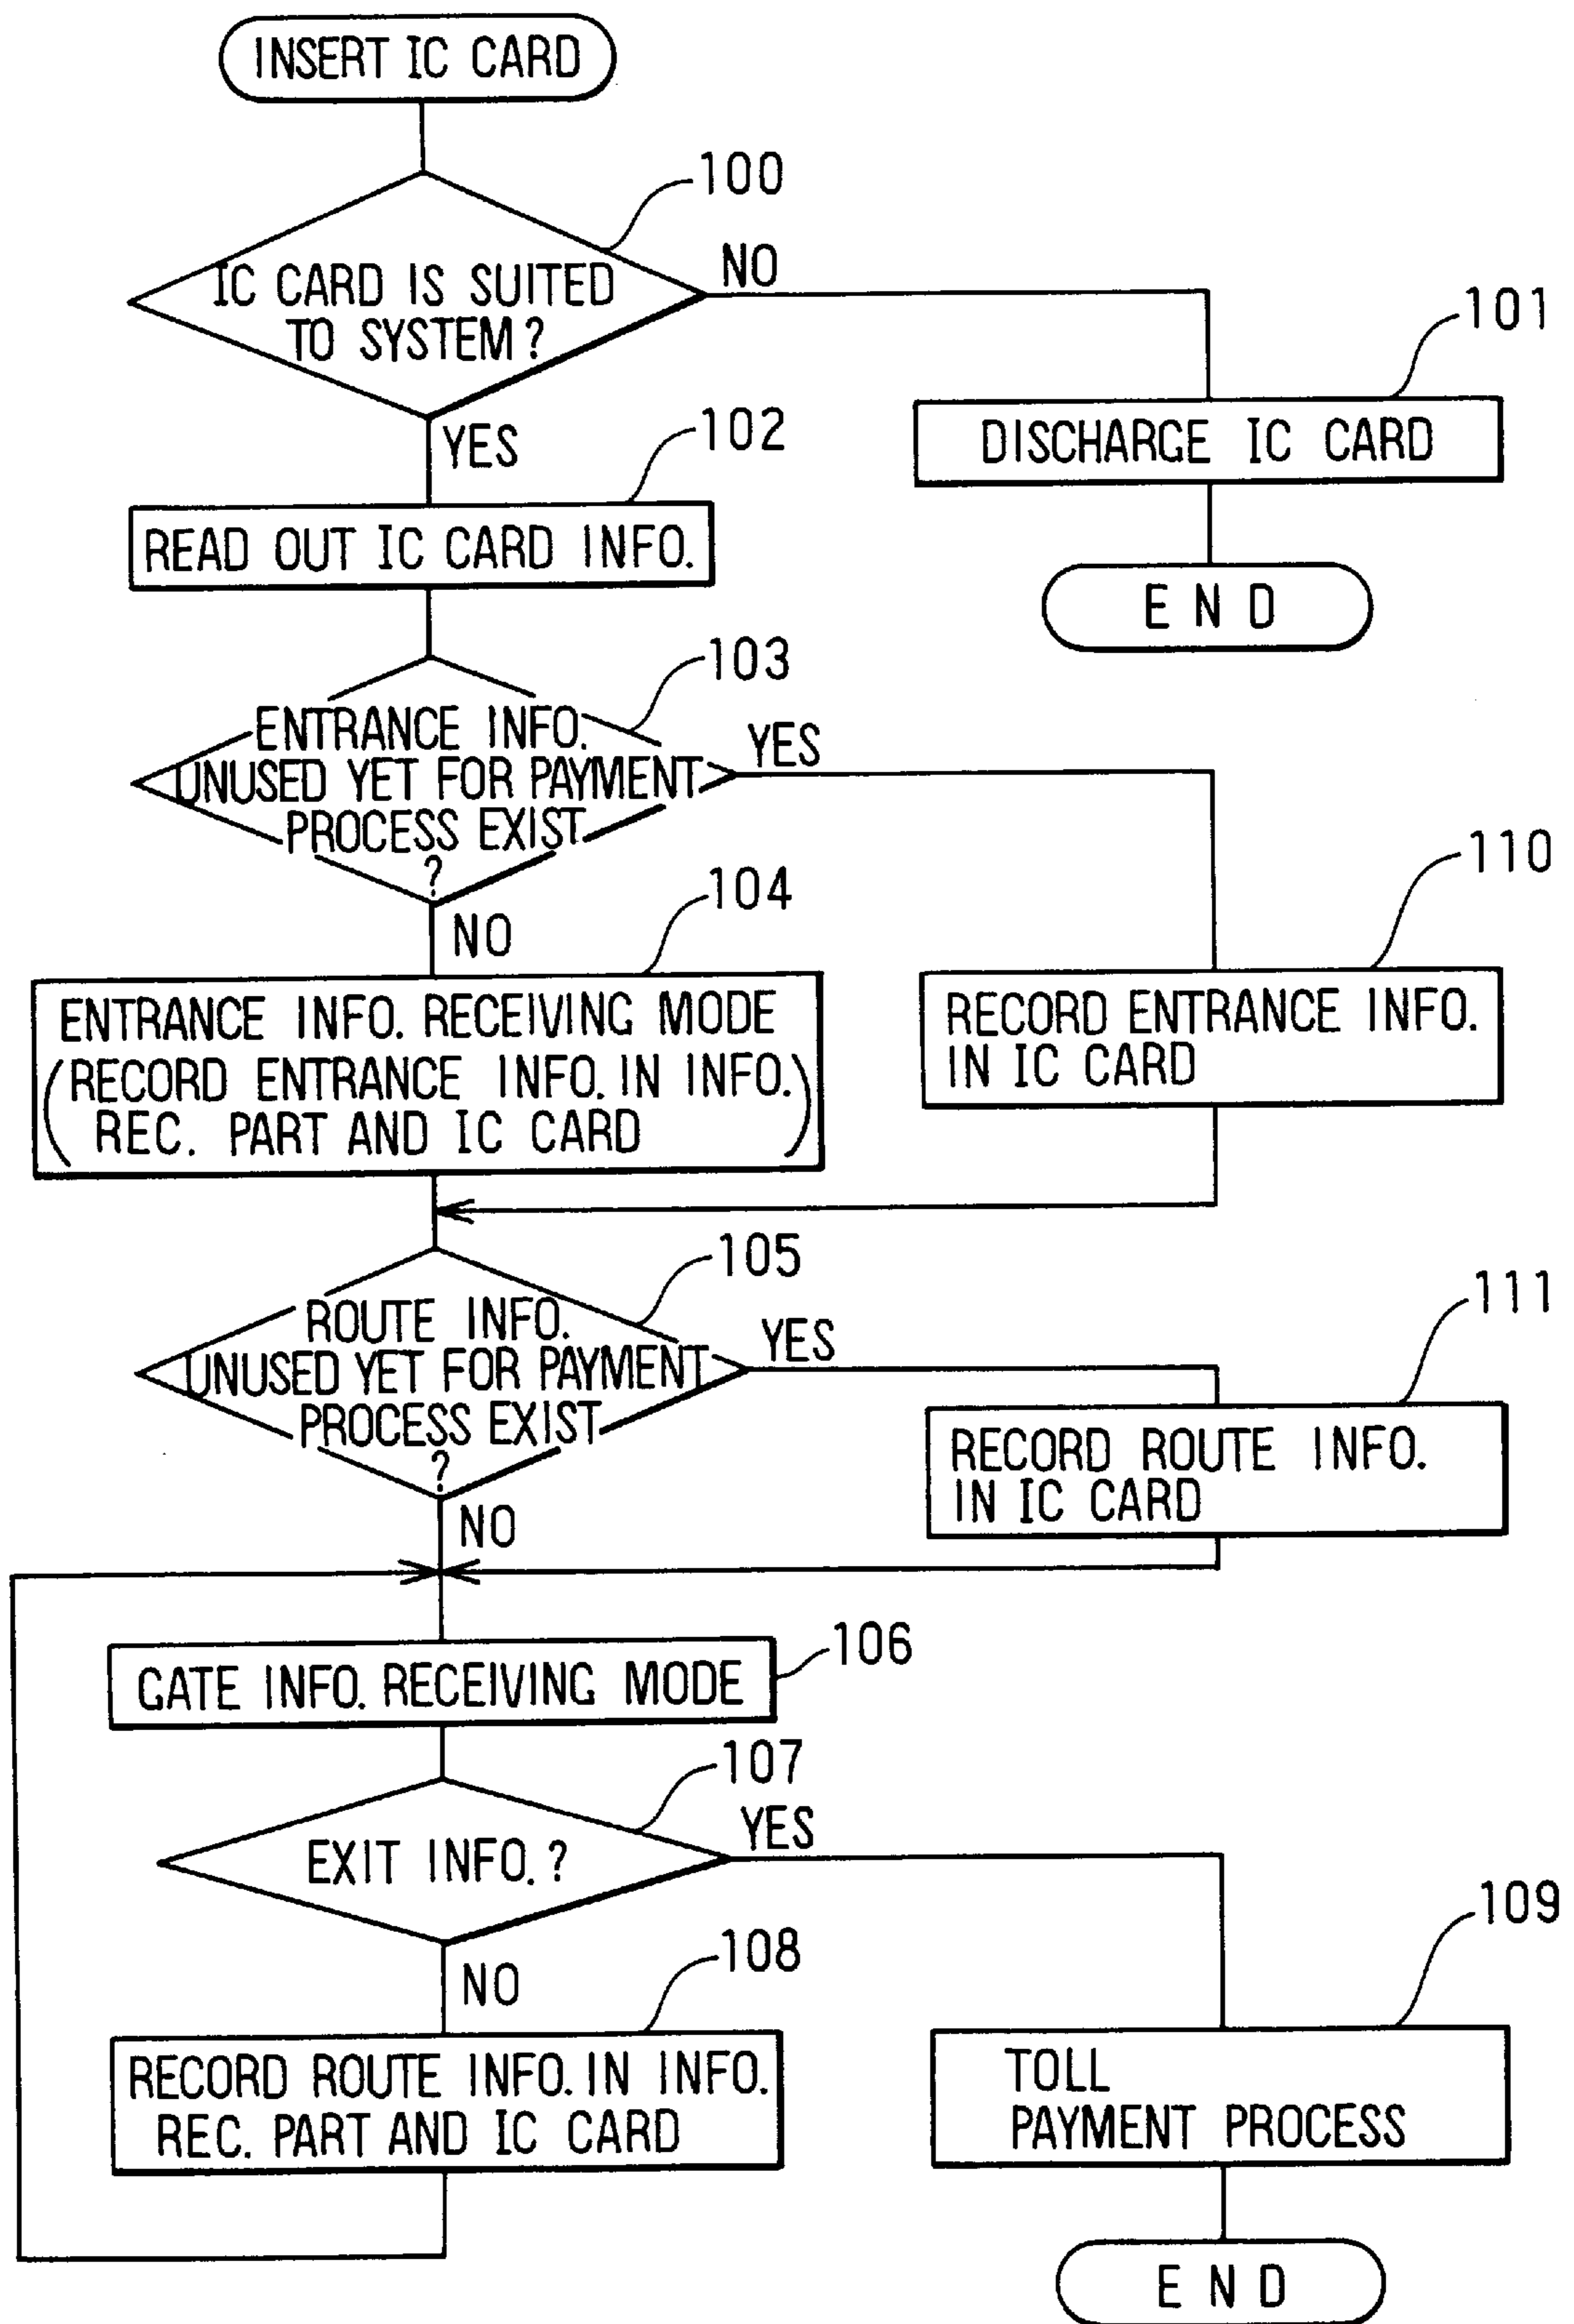 INSERT IC CARD
100
IC CARD IS SUITED
TO SYSTEM?
NO
101
DISCHARGE IC CARD
END
YES
102
READ OUT IC CARD INFO.
103
ENTRANCE INFO.
UNUSED YET FOR PAYMENT
PROCESS EXIST
?
YES
110
RECORD ENTRANCE INFO.
IN IC CARD
NO
104
ENTRANCE INFO. RECEIVING MODE
(RECORD ENTRANCE INFO. IN INFO.
REC. PART AND IC CARD)
105
ROUTE INFO.
UNUSED YET FOR PAYMENT
PROCESS EXIST
?
YES
111
RECORD ROUTE INFO.
IN IC CARD
NO
106
GATE INFO. RECEIVING MODE
107
EXIT INFO. ?
YES
109
TOLL
PAYMENT PROCESS
END
NO
108
RECORD ROUTE INFO. IN INFO.
REC. PART AND IC CARD